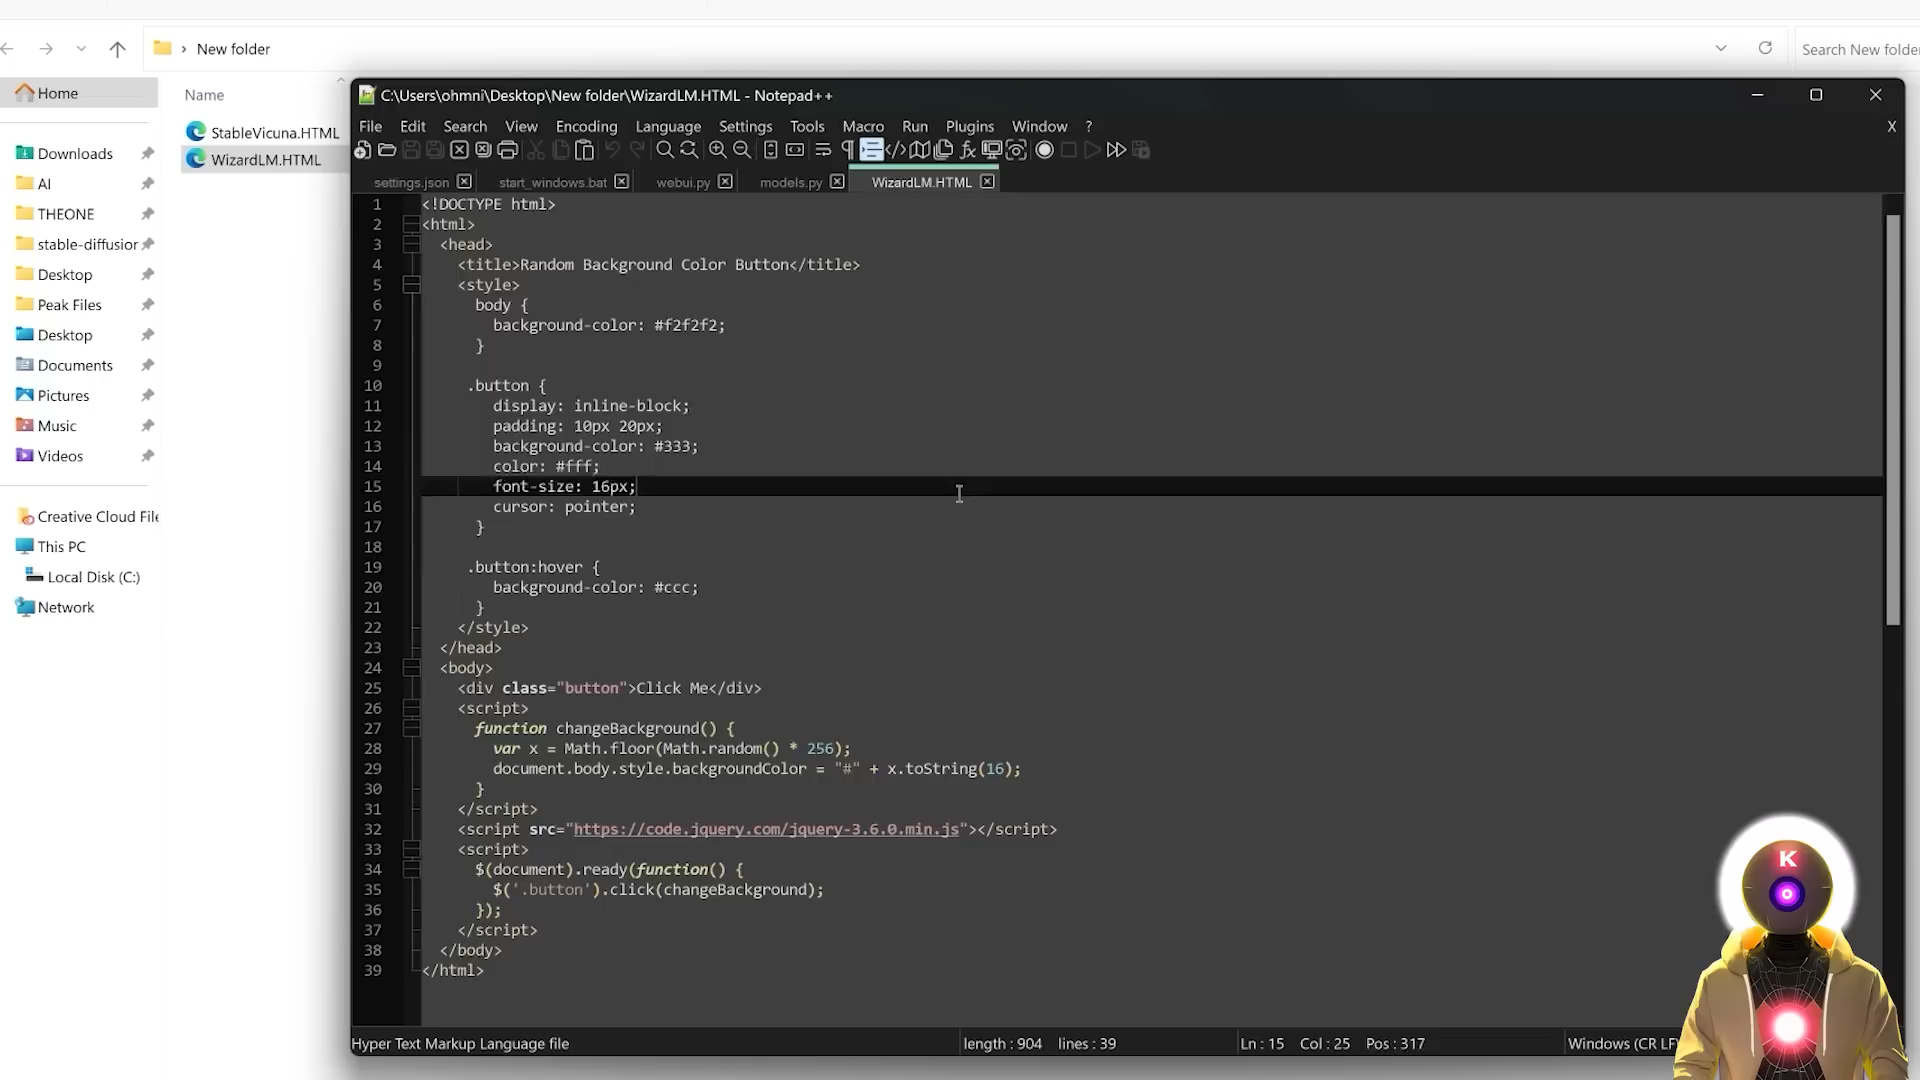 New folder
Search New folde
Home
Downloads
AI
THEONE
stable-diffusior
Desktop
Peak Files
Desktop
Documents
Pictures
Music
Videos
Creative Cloud File
This PC
Local Disk (C:)
Network
Name
StableVicuna.HTML
WizardLM.HTML
C:\Users\ohmni\Desktop\New folder\WizardLM.HTML - Notepad++
File Edit Search View Encoding Language Settings Tools Macro Run Plugins Window ? X
settings.json start_windows.bat webui.py models.py WizardLM.HTML
1 <!DOCTYPE html>
2 <html>
3 <head>
4 <title>Random Background Color Button</title>
5 <style>
6 body {
7 background-color: #f2f2f2;
8 }
9
10 .button {
11 display: inline-block;
12 padding: 10px 20px;
13 background-color: #333;
14 color: #fff;
15 font-size: 16px;
16 cursor: pointer;
17 }
18
19 .button:hover {
20 background-color: #ccc;
21 }
22 </style>
23 </head>
24 <body>
25 <div class="button">Click Me</div>
26 <script>
27 function changeBackground() {
28 var x = Math.floor(Math.random() * 256);
29 document.body.style.backgroundColor = "#" + x.toString(16);
30 }
31 </script>
32 <script src="https://code.jquery.com/jquery-3.6.0.min.js"></script>
33 <script>
34 $(document).ready(function() {
35 $('.button').click(changeBackground);
36 });
37 </script>
38 </body>
39 </html>
Hyper Text Markup Language file length : 904 lines : 39 Ln : 15 Col : 25 Pos : 317 Windows (CR LF)
K